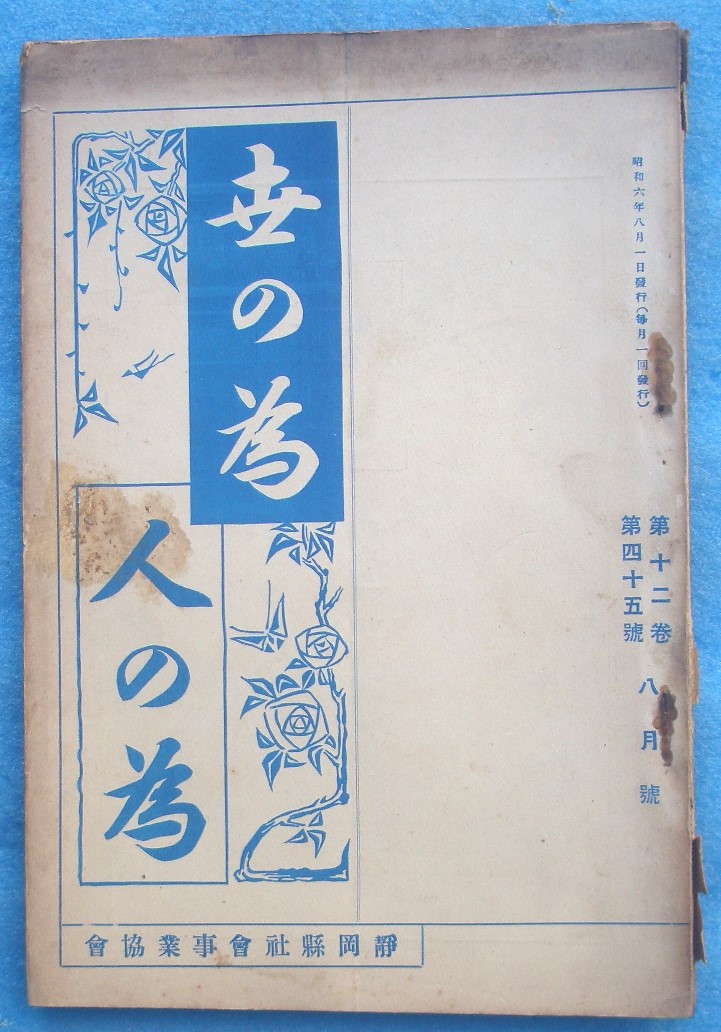 昭和六年八月一日發行（每月一回發行）
第十二卷
第四十五號
八月號
世の為
人の為
會協業事會社縣岡靜